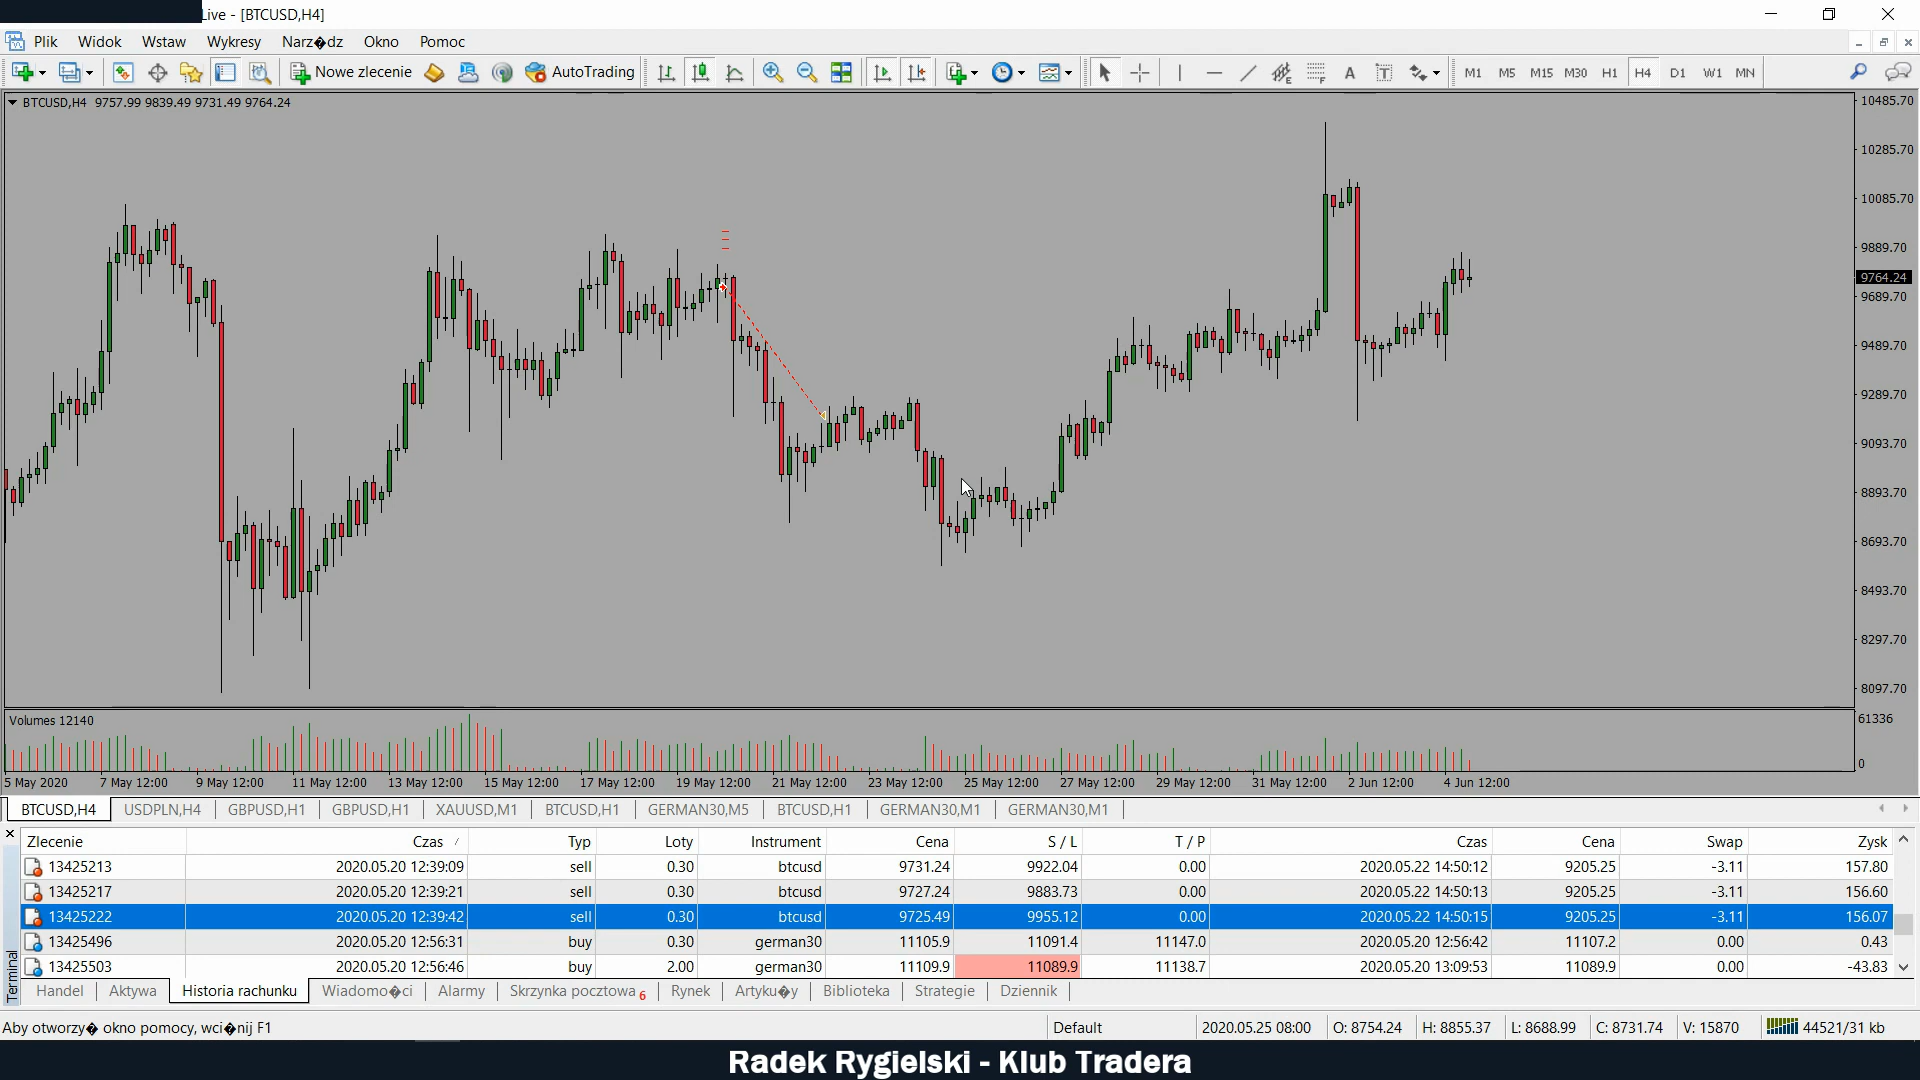 Live - [BTCUSD,H4]
Plik Widok Wstaw Wykresy Narz�dz Okno Pomoc
Nowe zlecenie AutoTrading A T M1 M5 M15 M30 H1 H4 D1 W1 MN
BTCUSD,H4 9757.99 9839.49 9731.49 9764.24
10485.70
10285.70
10085.70
9889.70
9764.24
9689.70
9489.70
9289.70
9093.70
8893.70
8693.70
8493.70
8297.70
8097.70
Volumes 12140
61336
0
5 May 2020 7 May 12:00 9 May 12:00 11 May 12:00 13 May 12:00 15 May 12:00 17 May 12:00 19 May 12:00 21 May 12:00 23 May 12:00 25 May 12:00 27 May 12:00 29 May 12:00 31 May 12:00 2 Jun 12:00 4 Jun 12:00
BTCUSD,H4 USDPLN,H4 GBPUSD,H1 GBPUSD,H1 XAUUSD,M1 BTCUSD,H1 GERMAN30,M5 BTCUSD,H1 GERMAN30,M1 GERMAN30,M1
Zlecenie Czas / Typ Loty Instrument Cena S / L T / P Czas Cena Swap Zysk
13425213 2020.05.20 12:39:09 sell 0.30 btcusd 9731.24 9922.04 0.00 2020.05.22 14:50:12 9205.25 -3.11 157.80
13425217 2020.05.20 12:39:21 sell 0.30 btcusd 9727.24 9883.73 0.00 2020.05.22 14:50:13 9205.25 -3.11 156.60
13425222 2020.05.20 12:39:42 sell 0.30 btcusd 9725.49 9955.12 0.00 2020.05.22 14:50:15 9205.25 -3.11 156.07
13425496 2020.05.20 12:56:31 buy 0.30 german30 11105.9 11091.4 11147.0 2020.05.20 12:56:42 11107.2 0.00 0.43
13425503 2020.05.20 12:56:46 buy 2.00 german30 11109.9 11089.9 11138.7 2020.05.20 13:09:53 11089.9 0.00 -43.83
Terminal
Handel Aktywa Historia rachunku Wiadomo�ci Alarmy Skrzynka pocztowa 6 Rynek Artyku�y Biblioteka Strategie Dziennik
Aby otworzy� okno pomocy, wci�nij F1 Default 2020.05.25 08:00 O: 8754.24 H: 8855.37 L: 8688.99 C: 8731.74 V: 15870 44521/31 kb
Radek Rygielski - Klub Tradera